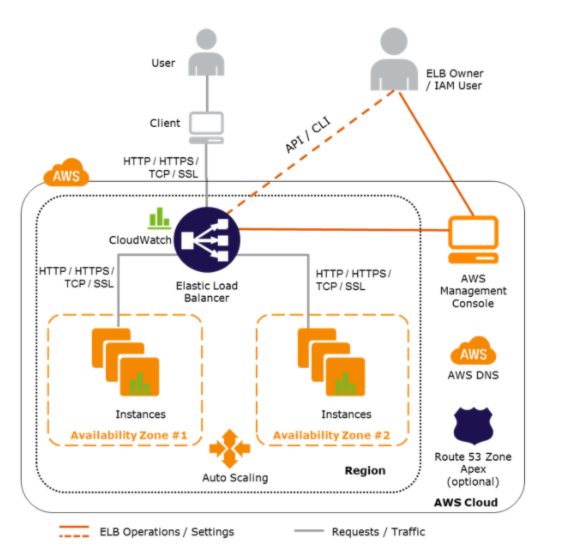 User
ELB Owner
/ IAM User
Client
API / CLI
HTTP / HTTPS /
TCP / SSL
AWS
CloudWatch
Elastic Load
Balancer
HTTP / HTTPS /
TCP / SSL
HTTP / HTTPS /
TCP / SSL
AWS
Management
Console
AWS
AWS DNS
Instances
Instances
Availability Zone #1
Availability Zone #2
Auto Scaling
Region
Route 53 Zone
Apex
(optional)
AWS Cloud
ELB Operations / Settings
Requests / Traffic